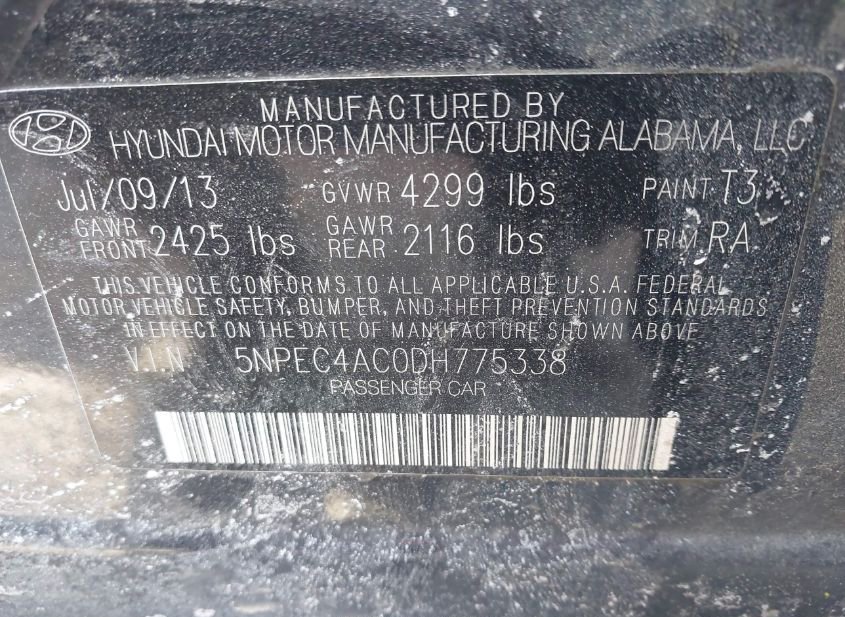 MANUFACTURED BY
HYUNDAI MOTOR MANUFACTURING ALABAMA, LLC
Jul/09/13 GVWR 4299 lbs PAINT T3
GAWR FRONT 2425 lbs GAWR REAR 2116 lbs TRIM RA
THIS VEHICLE CONFORMS TO ALL APPLICABLE U.S.A. FEDERAL
MOTOR VEHICLE SAFETY, BUMPER, AND THEFT PREVENTION STANDARDS
IN EFFECT ON THE DATE OF MANUFACTURE SHOWN ABOVE
V.I.N 5NPEC4AC0DH775338
PASSENGER CAR